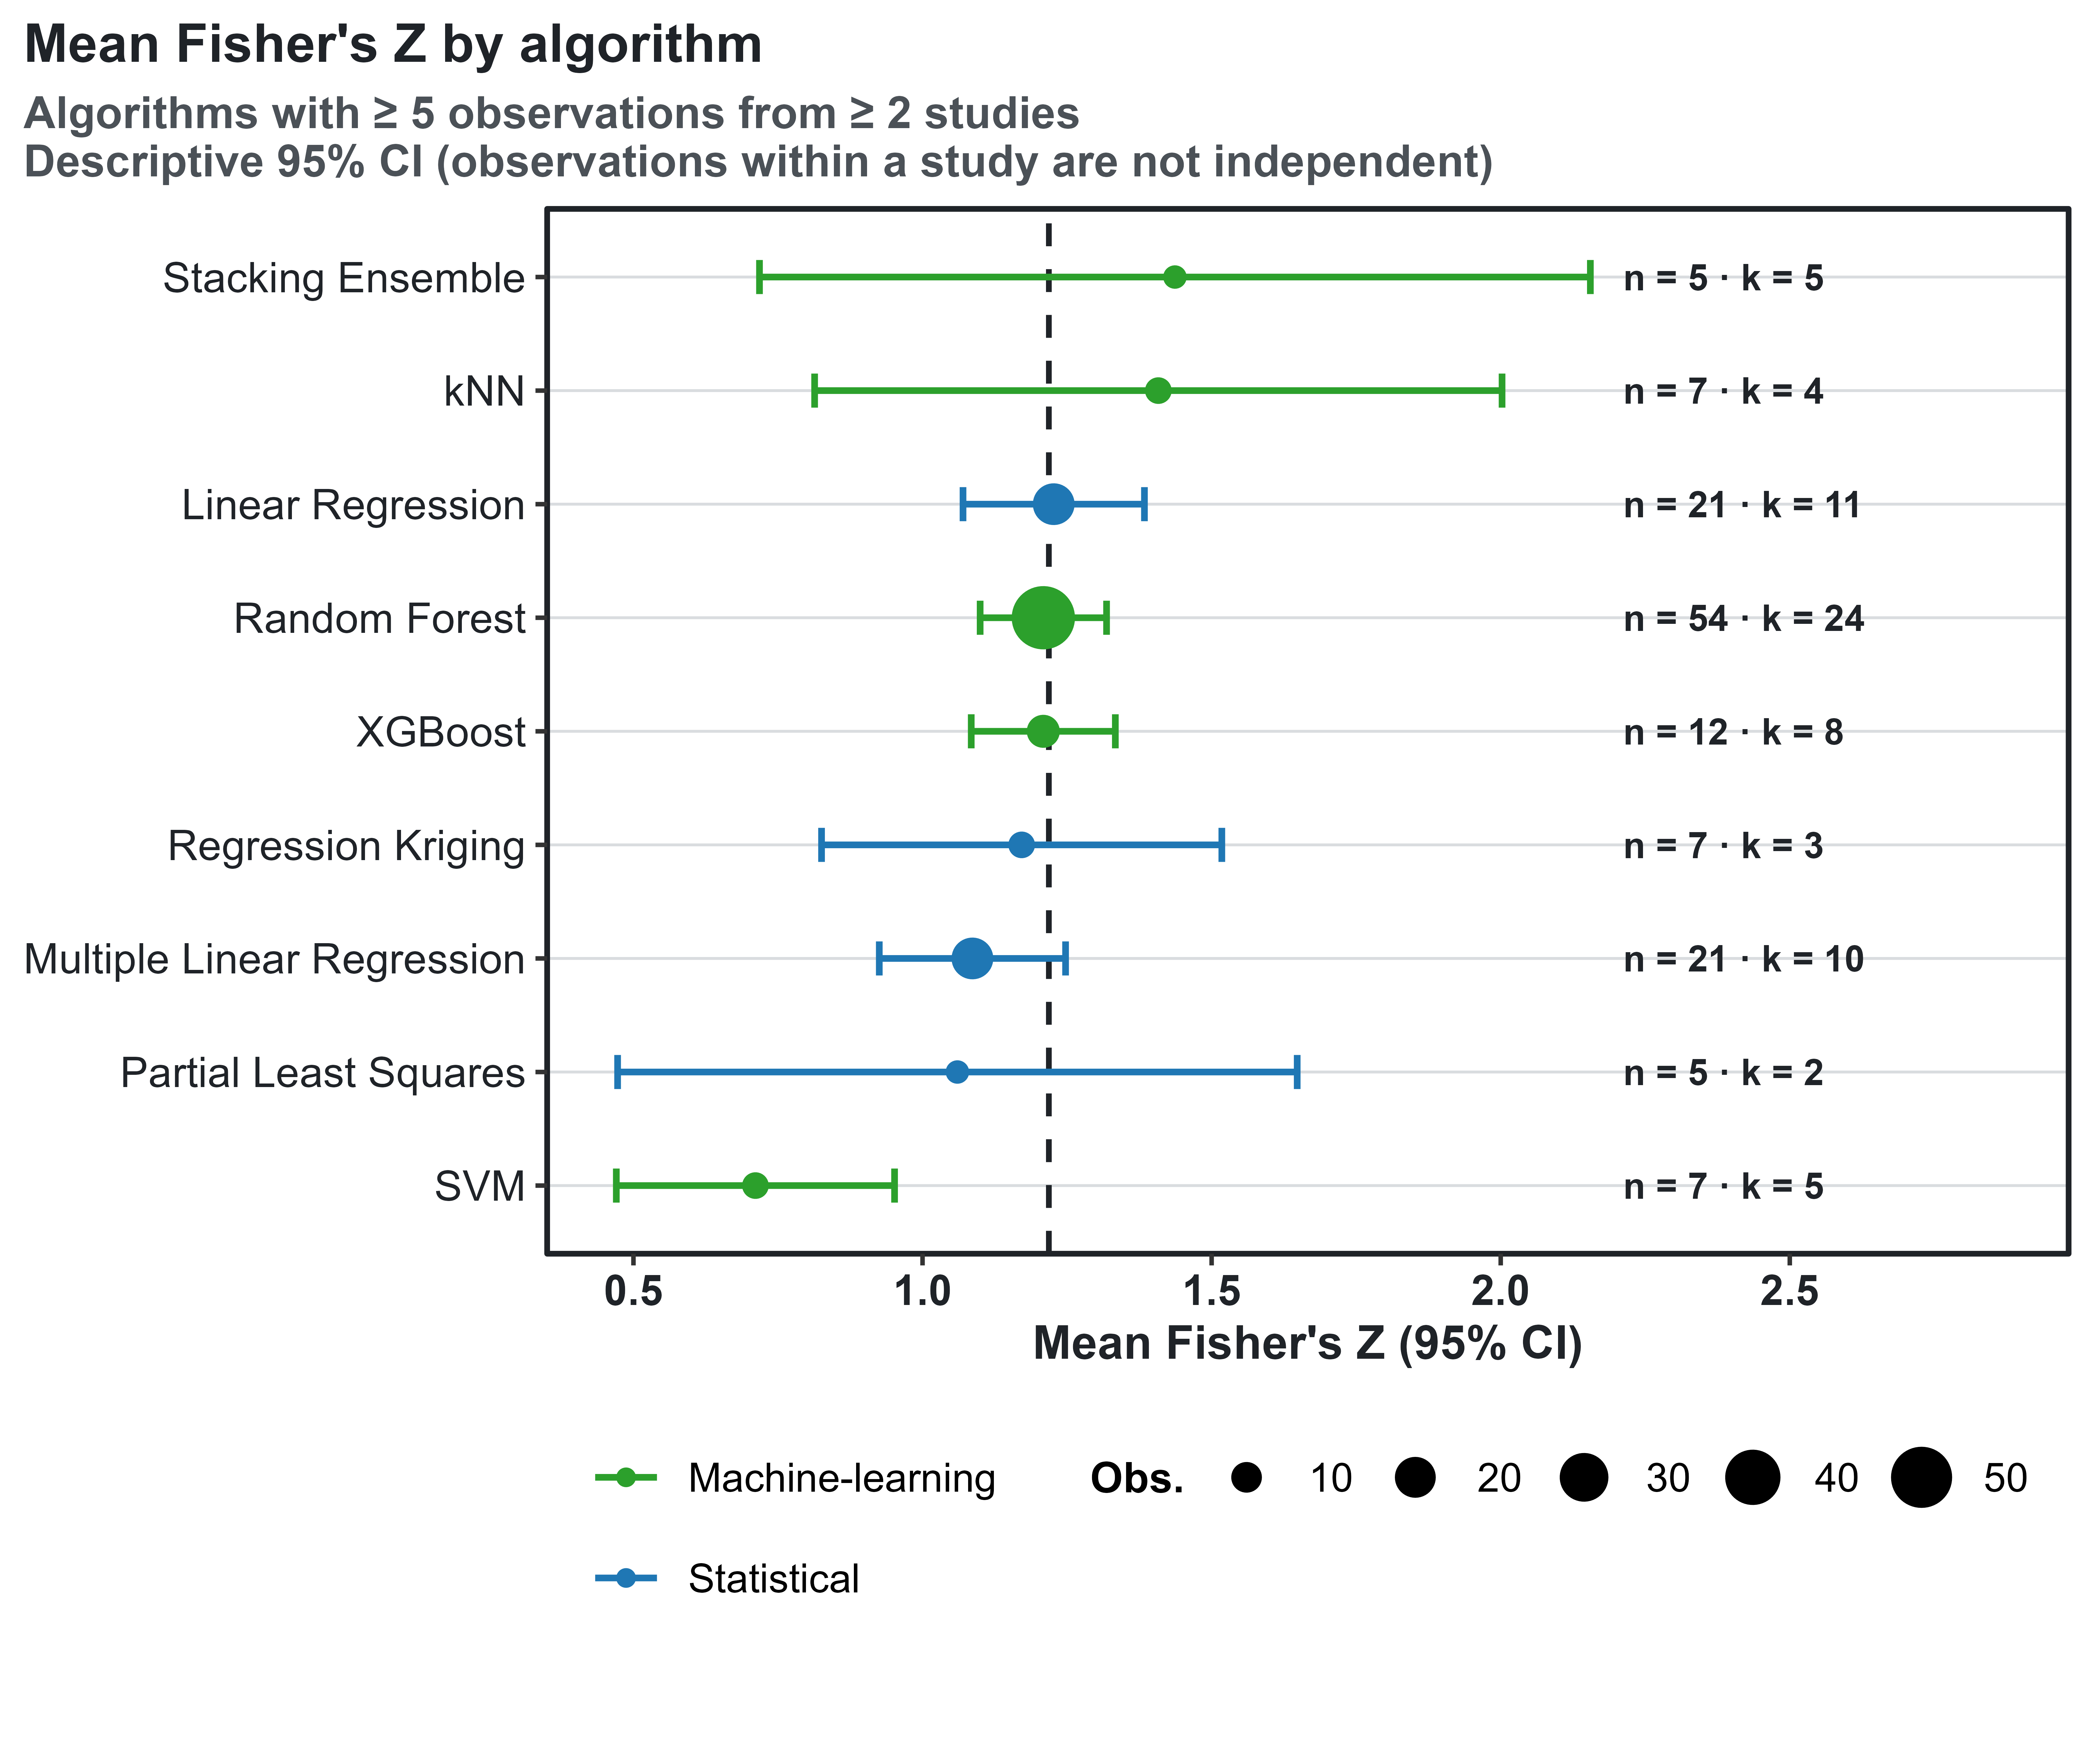 Mean Fisher's Z by algorithm
Algorithms with ≥ 5 observations from ≥ 2 studies
Descriptive 95% CI (observations within a study are not independent)
Stacking Ensemble n = 5 · k = 5
kNN n = 7 · k = 4
Linear Regression n = 21 · k = 11
Random Forest n = 54 · k = 24
XGBoost n = 12 · k = 8
Regression Kriging n = 7 · k = 3
Multiple Linear Regression n = 21 · k = 10
Partial Least Squares n = 5 · k = 2
SVM n = 7 · k = 5
0.5 1.0 1.5 2.0 2.5
Mean Fisher's Z (95% CI)
Machine-learning Obs. 10 20 30 40 50
Statistical